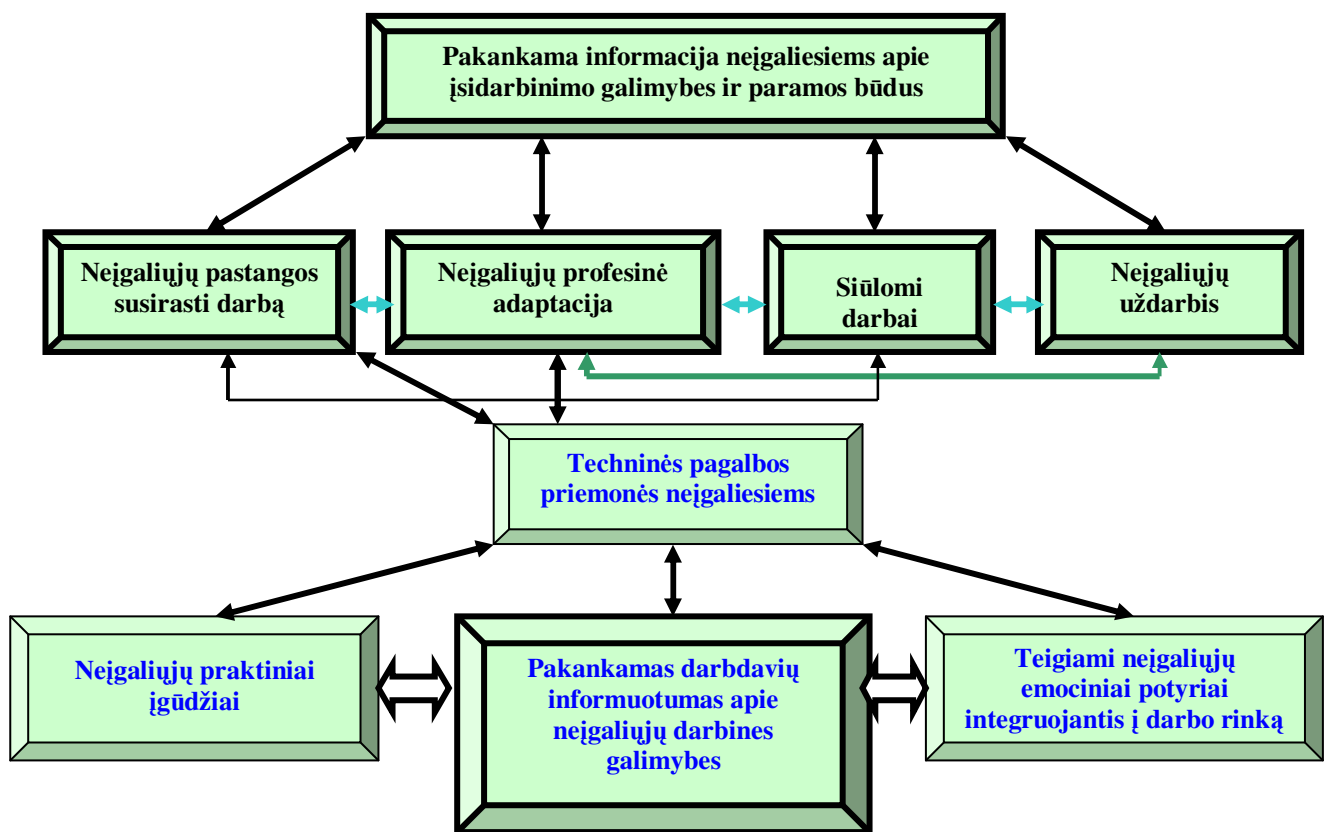 Pakankama informacija neįgaliesiems apie
įsidarbinimo galimybes ir paramos būdus
Neįgaliųjų pastangos
susirasti darbą
Neįgaliųjų profesinė
adaptacija
Siūlomi
darbai
Neįgaliųjų
uždarbis
Techninės pagalbos
priemonės neįgaliesiems
Neįgaliųjų praktiniai
įgūdžiai
Pakankamas darbdavių
informuotumas apie
neįgaliųjų darbines
galimybes
Teigiami neįgaliųjų
emociniai potyriai
integruojantis į darbo rinką